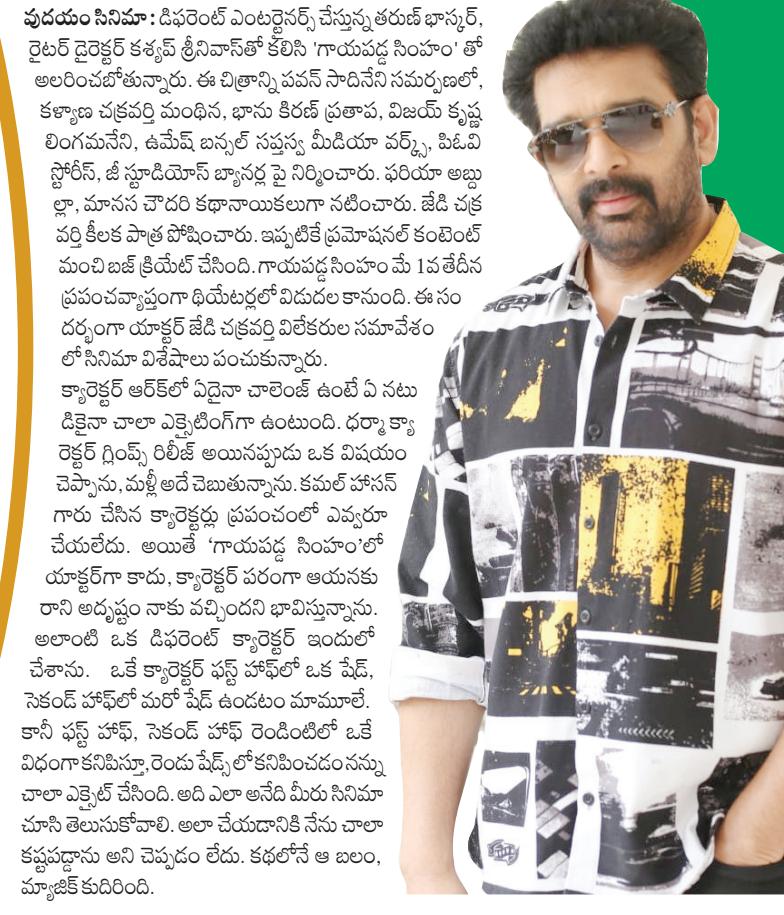 వుదయం సినిమా : డిఫరెంట్ ఎంటర్టైనర్స్ చేస్తున్న తరుణ్ భాస్కర్,
రైటర్ డైరెక్టర్ కశ్యప్ శ్రీనివాస్‌తో కలిసి 'గాయపడ్డ సింహం' తో
అలరించబోతున్నారు. ఈ చిత్రాన్ని పవన్ సాదినేని సమర్పణలో,
కళ్యాణ చక్రవర్తి మంథిన, భాను కిరణ్ ప్రతాప, విజయ్ కృష్ణ
లింగమనేని, ఉమేష్ బన్సల్ సప్తస్వ మీడియా వర్క్స్, పిఓవి
స్టోరీస్, జీ స్టూడియోస్ బ్యానర్ల పై నిర్మించారు. ఫరియా అబ్దు
ల్లా, మానస చౌదరి కథానాయికలుగా నటించారు. జేడి చక్ర
వర్తి కీలక పాత్ర పోషించారు. ఇప్పటికే ప్రమోషనల్ కంటెంట్
మంచి బజ్ క్రియేట్ చేసింది. గాయపడ్డ సింహం మే 1వ తేదీన
ప్రపంచవ్యాప్తంగా థియేటర్లలో విడుదల కానుంది. ఈ సం
దర్భంగా యాక్టర్ జేడి చక్రవర్తి విలేకరుల సమావేశం
లో సినిమా విశేషాలు పంచుకున్నారు.
క్యారెక్టర్ ఆర్క్‌లో ఏదైనా చాలెంజ్ ఉంటే ఏ నటు
డికైనా చాలా ఎక్సైటింగ్‌గా ఉంటుంది. ధర్మా క్యా
రెక్టర్ గ్లింప్స్ రిలీజ్ అయినప్పుడు ఒక విషయం
చెప్పాను, మళ్లీ అదే చెబుతున్నాను. కమల్ హాసన్
గారు చేసిన క్యారెక్టర్లు ప్రపంచంలో ఎవ్వరూ
చేయలేదు. అయితే 'గాయపడ్డ సింహం'లో
యాక్టర్‌గా కాదు, క్యారెక్టర్ పరంగా ఆయనకు
రాని అదృష్టం నాకు వచ్చిందని భావిస్తున్నాను.
అలాంటి ఒక డిఫరెంట్ క్యారెక్టర్ ఇందులో
చేశాను. ఒకే క్యారెక్టర్ ఫస్ట్ హాఫ్‌లో ఒక షేడ్,
సెకండ్ హాఫ్‌లో మరో షేడ్ ఉండటం మామూలే.
కానీ ఫస్ట్ హాఫ్, సెకండ్ హాఫ్ రెండింటిలో ఒకే
విధంగా కనిపిస్తూ, రెండు షేడ్స్ లో కనిపించడం నన్ను
చాలా ఎక్సైట్ చేసింది. అది ఎలా అనేది మీరు సినిమా
చూసి తెలుసుకోవాలి. అలా చేయడానికి నేను చాలా
కష్టపడ్డాను అని చెప్పడం లేదు. కథలోనే ఆ బలం,
మ్యాజిక్ కుదిరింది.